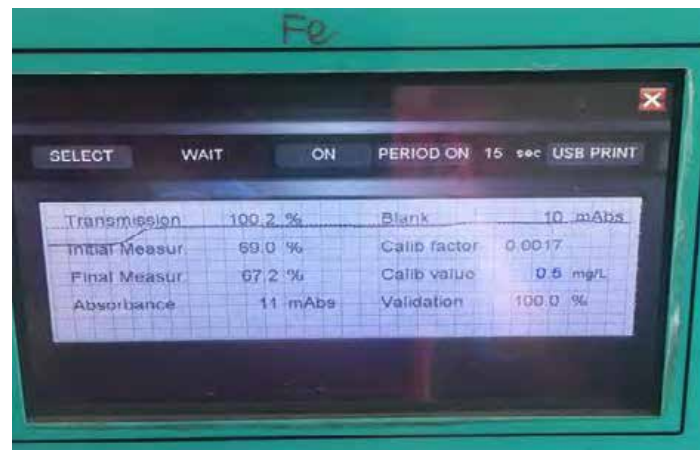 Fe
SELECT WAIT ON PERIOD ON 15 sec USB PRINT
Transmission 100.2 % Blank 10 mAbs
Initial Measur. 69.0 % Calib factor 0.0017
Final Measur. 67.2 % Calib value 0.5 mg/L
Absorbance 11 mAbs Validation 100.0 %